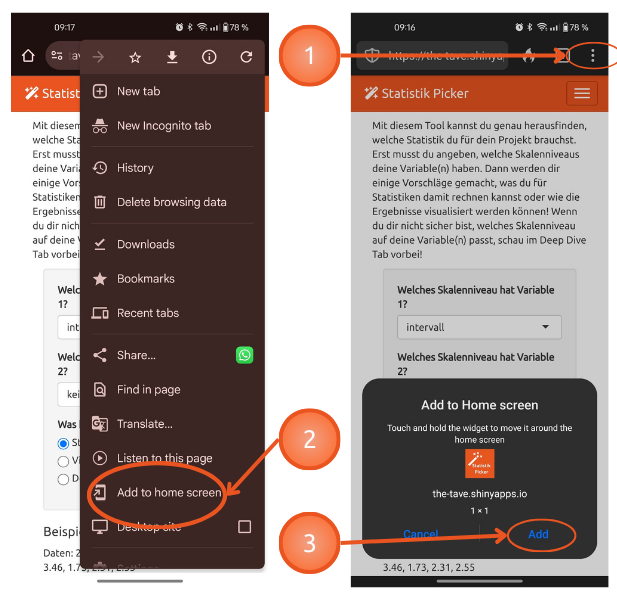 09:17
78 %
Statist
New tab
New Incognito tab
History
Delete browsing data
Downloads
Bookmarks
Recent tabs
Share...
Find in page
Translate...
Listen to this page
Add to home screen
Desktop site
Settings
Mit diesem
welche Sta
Erst musst
deine Varia
einige Vors
Statistiken
Ergebnisse
du dir nicht
auf deine V
Tab vorbei
Welc
1?
int
Welc
2?
kei
Was
St
Vi
D
Beispi
Daten: 2
3.46, 1.73, 2.31, 2.55
1
2
3
09:16
78 %
https://the-tave.shinya
Statistik Picker
Mit diesem Tool kannst du genau herausfinden,
welche Statistik du für dein Projekt brauchst.
Erst musst du angeben, welche Skalenniveaus
deine Variable(n) haben. Dann werden dir
einige Vorschläge gemacht, was du für
Statistiken damit rechnen kannst oder wie die
Ergebnisse visualisiert werden können! Wenn
du dir nicht sicher bist, welches Skalenniveau
auf deine Variable(n) passt, schau im Deep Dive
Tab vorbei!
Welches Skalenniveau hat Variable
1?
intervall
Welches Skalenniveau hat Variable
2?
Add to Home screen
Touch and hold the widget to move it around the
home screen
Statistik
Picker
the-tave.shinyapps.io
1 × 1
Cancel
Add
3.46, 1.73, 2.31, 2.55